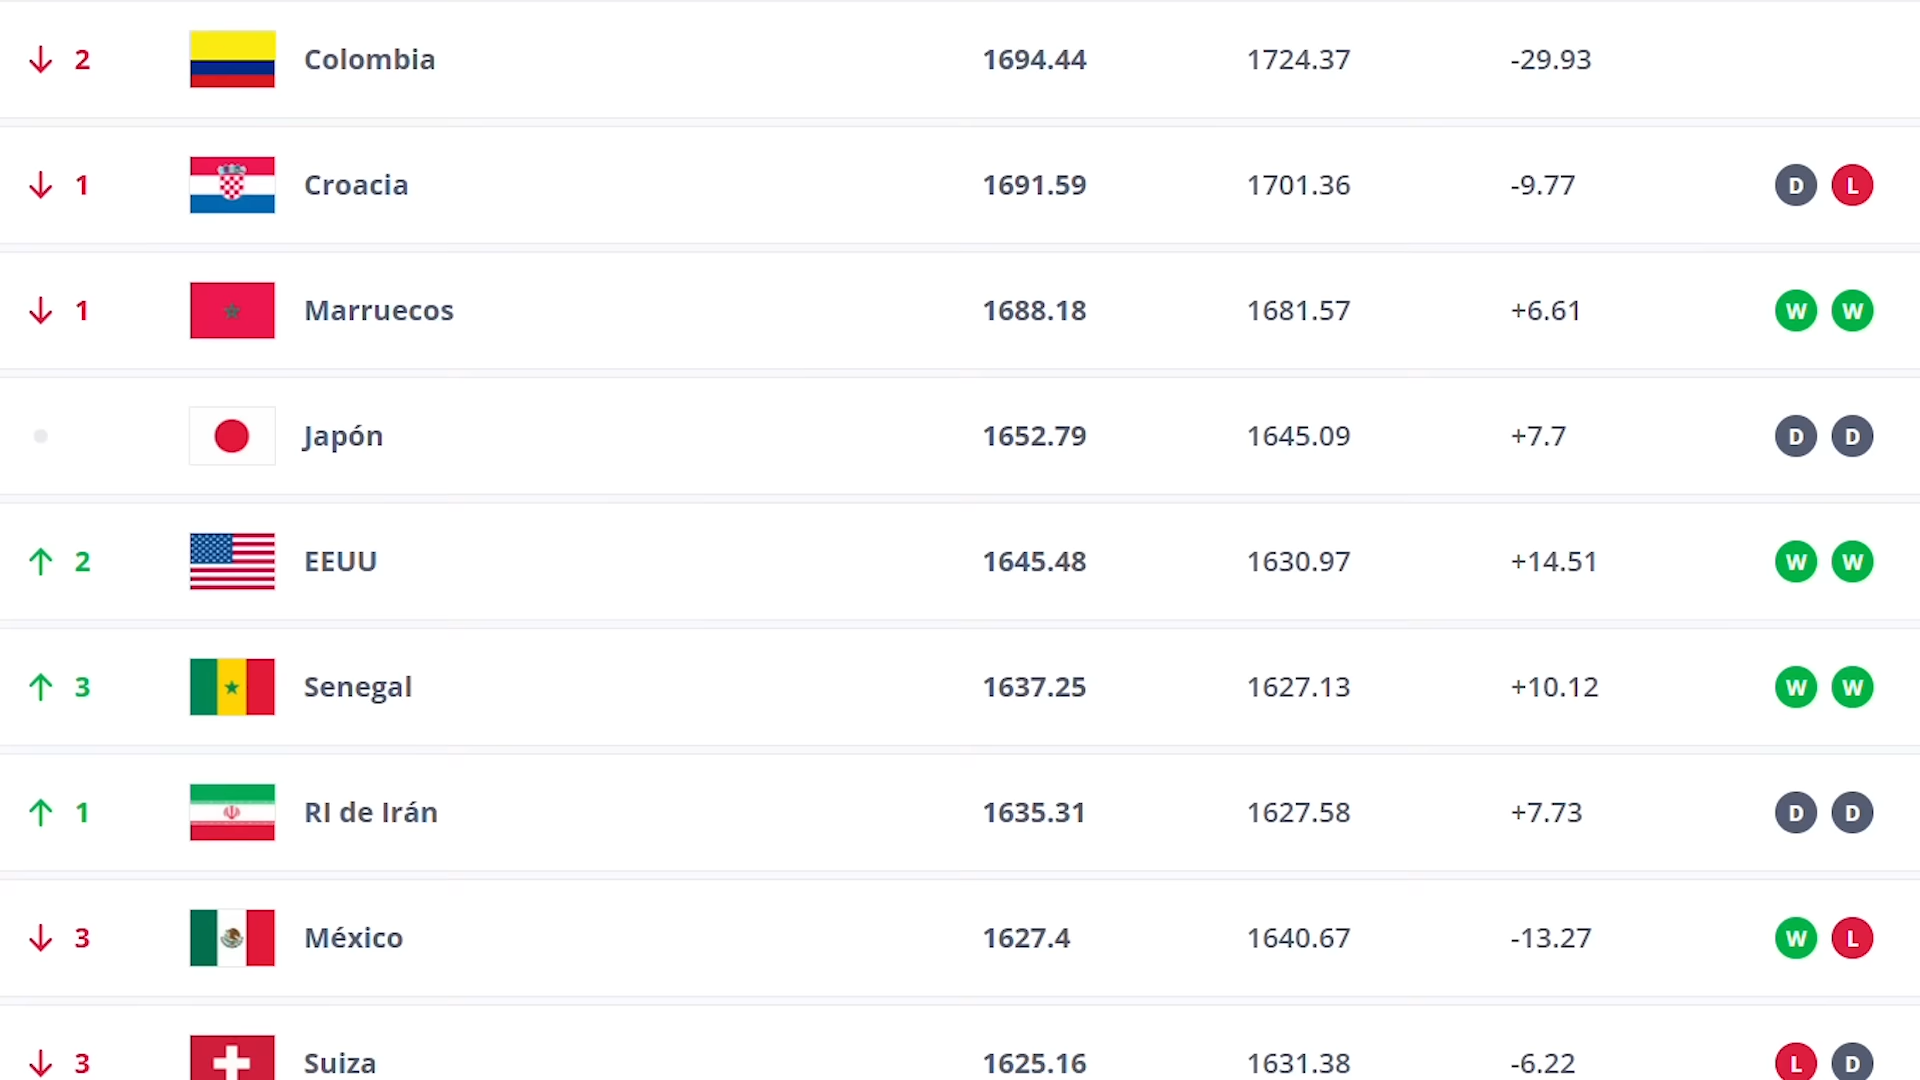 2 Colombia 1694.44 1724.37 -29.93
1 Croacia 1691.59 1701.36 -9.77 D L
1 Marruecos 1688.18 1681.57 +6.61 W W
Japón 1652.79 1645.09 +7.7 D D
2 EEUU 1645.48 1630.97 +14.51 W W
3 Senegal 1637.25 1627.13 +10.12 W W
1 RI de Irán 1635.31 1627.58 +7.73 D D
3 México 1627.4 1640.67 -13.27 W L
3 Suiza 1625.16 1631.38 -6.22 L D